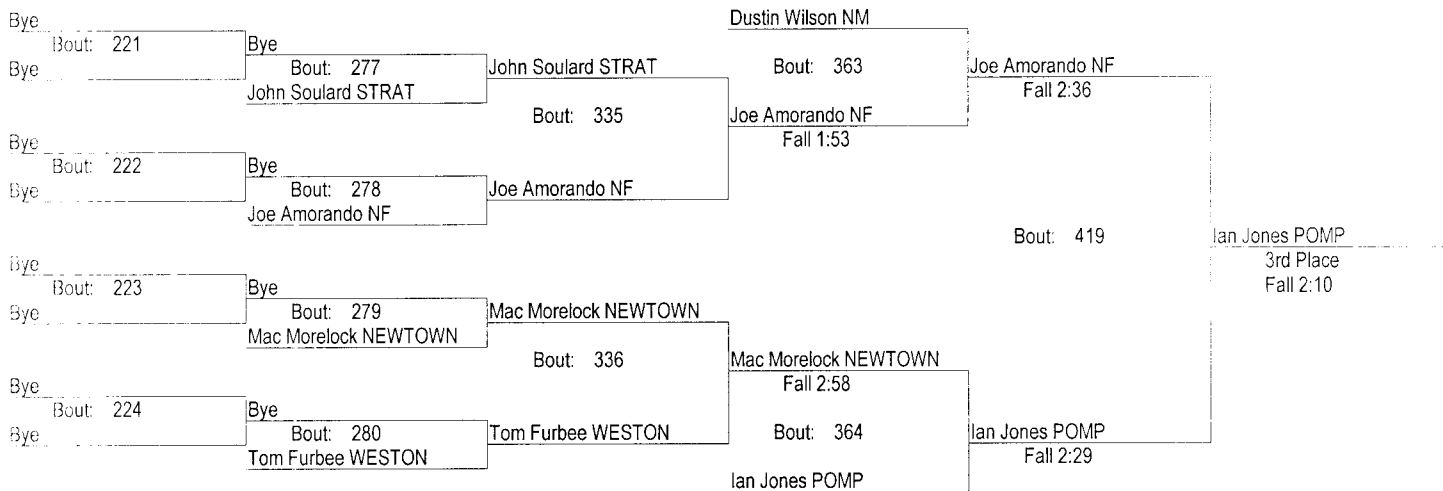 Bye
Bout: 221
Bye
Bye
Bout: 277
John Soulard STRAT
John Soulard STRAT
Bout: 335
Bye
Bout: 222
Bye
Bye
Bout: 278
Joe Amorando NF
Joe Amorando NF
Dustin Wilson NM
Bout: 363
Joe Amorando NF
Fall 1:53
Joe Amorando NF
Fall 2:36
Bye
Bout: 223
Bye
Bye
Bout: 279
Mac Morelock NEWTOWN
Mac Morelock NEWTOWN
Bout: 336
Bye
Bout: 224
Bye
Bye
Bout: 280
Tom Furbee WESTON
Tom Furbee WESTON
Mac Morelock NEWTOWN
Fall 2:58
Bout: 364
Ian Jones POMP
Ian Jones POMP
Fall 2:29
Bout: 419
Ian Jones POMP
3rd Place
Fall 2:10